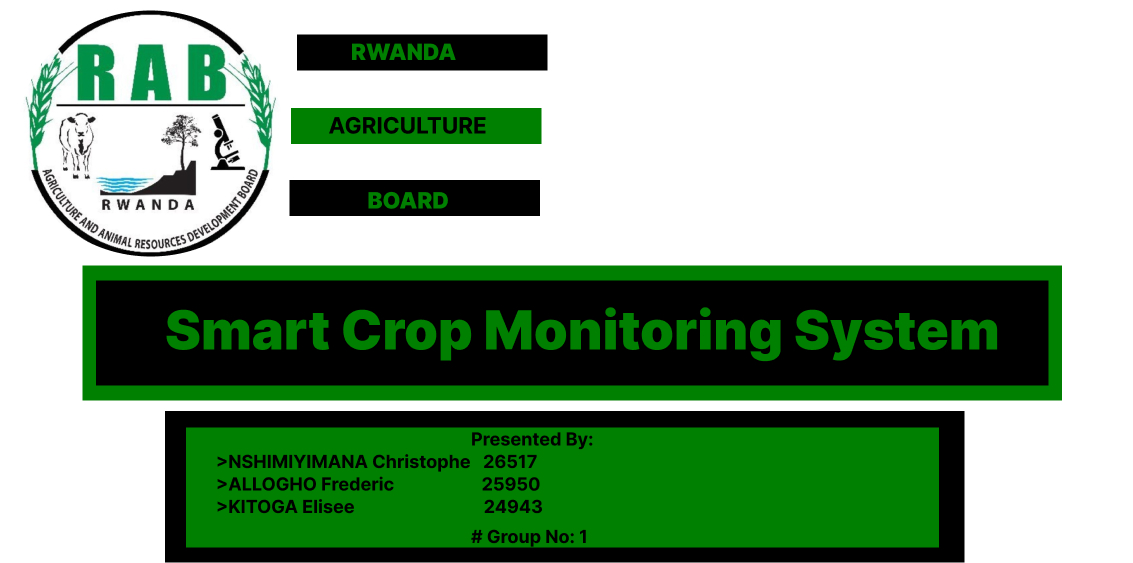 RAB
RWANDA
AGRICULTURE AND ANIMAL RESOURCES DEVELOPMENT BOARD
RWANDA
AGRICULTURE
BOARD
Smart Crop Monitoring System
Presented By:
>NSHIMIYIMANA Christophe 26517
>ALLOGHO Frederic 25950
>KITOGA Elisee 24943
# Group No: 1